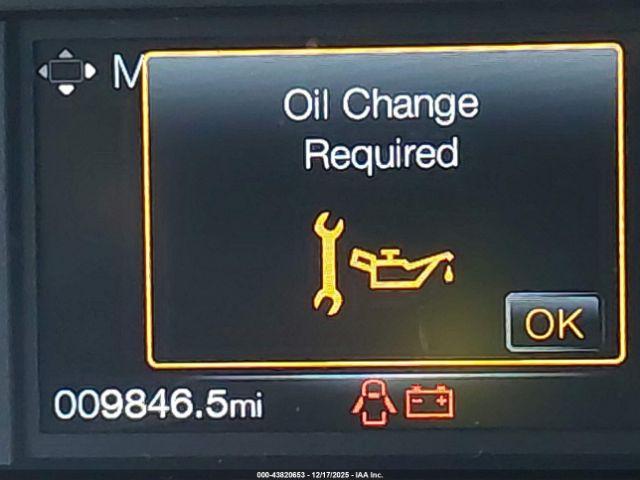 M
Oil Change
Required
OK
009846.5mi
000-43820653 - 12/17/2025 - IAA Inc.